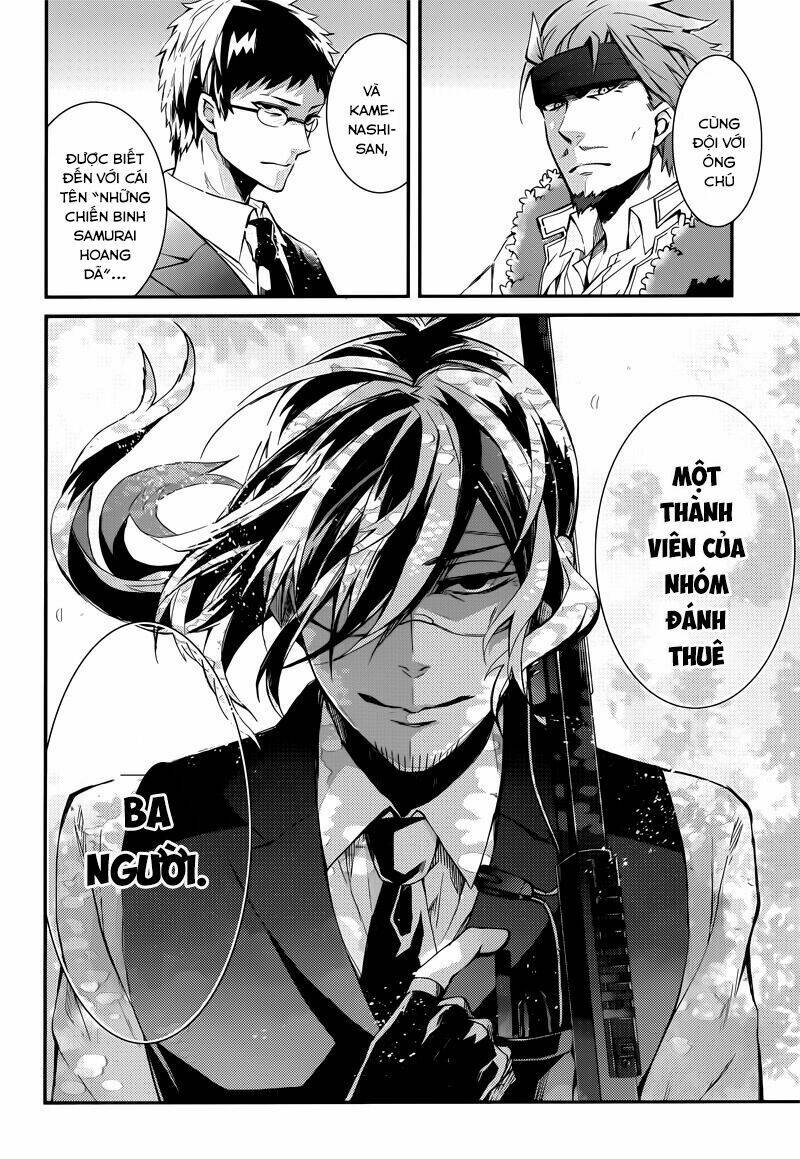 CÙNG
ĐỘI VỚI
ÔNG
CHÚ
VÀ
KAME-
NASHI-
SAN,
ĐƯỢC BIẾT
ĐẾN VỚI CÁI
TÊN "NHỮNG
CHIẾN BINH
SAMURAI
HOANG
DÃ"...
MỘT
THÀNH
VIÊN CỦA
NHÓM
ĐÁNH
THUÊ
BA
NGƯỜI.